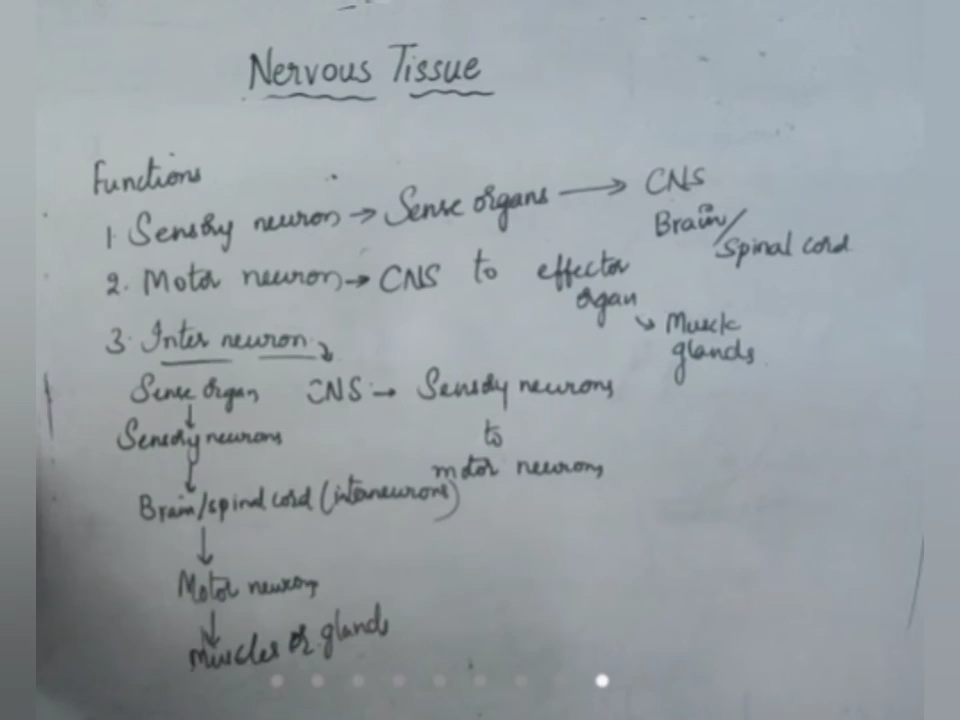 Nervous Tissue
Functions
1. Sensory neuron → Sense organs → CNS
Brain/
Spinal cord
2. Motor neuron → CNS to effector
organ
↘ Muscle
glands
3. Inter neuron
Sense organ CNS → Sensory neurons
↓
Sensory neurons to
↓
motor neurons
Brain/spinal cord (interneurons)
↓
Motor neurons
↓
Muscles or glands